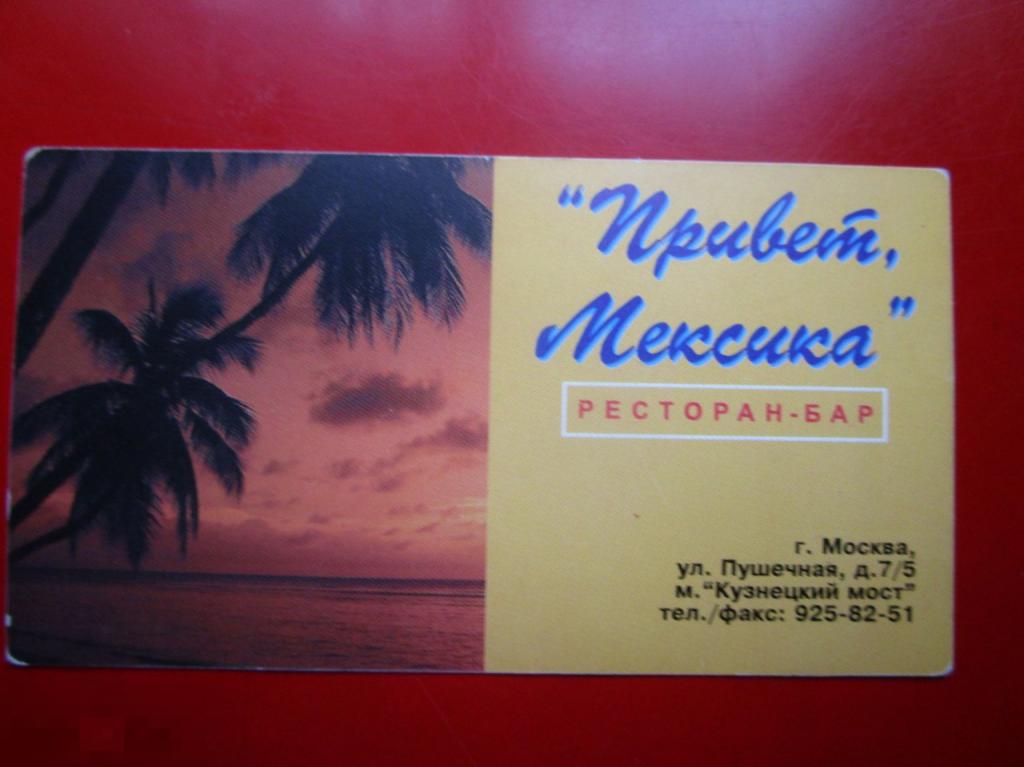 "Привет,
Мексика"
РЕСТОРАН-БАР
г. Москва,
ул. Пушечная, д.7/5
м."Кузнецкий мост"
тел./факс: 925-82-51